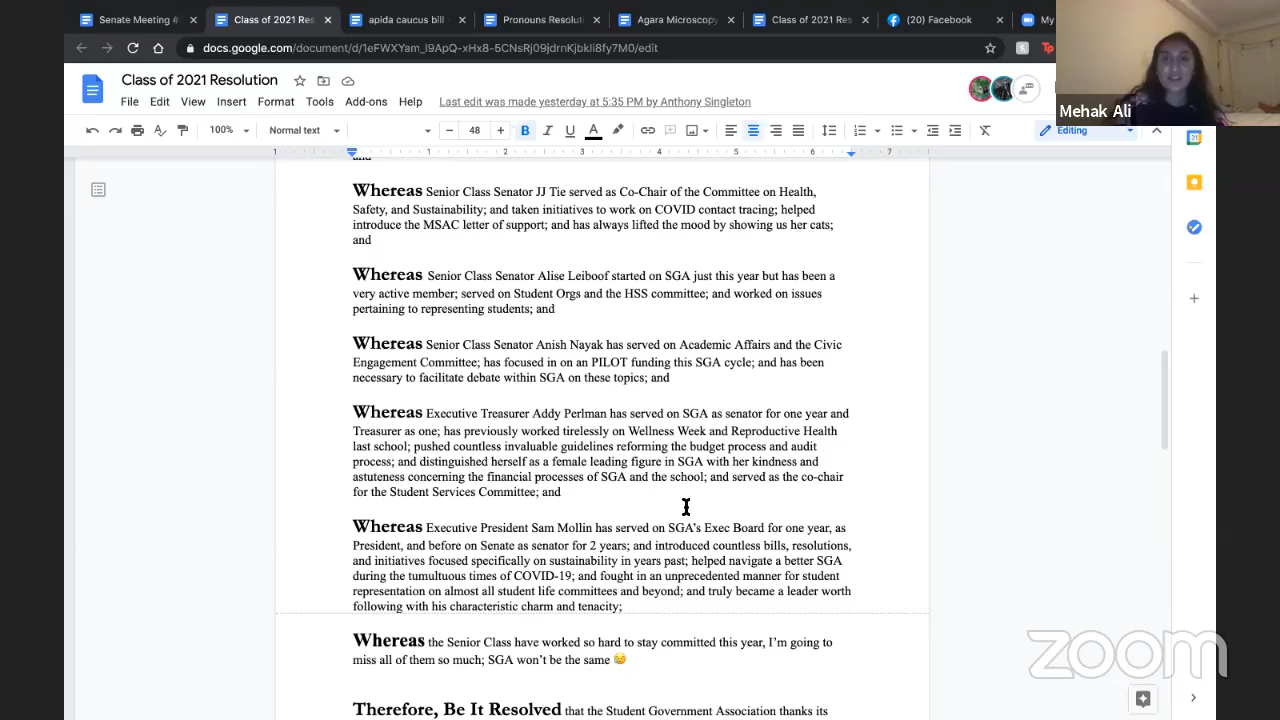 Senate Meeting #
Class of 2021 Res
apida caucus bill -
Pronouns Resoluti
Agara Microscopy
Class of 2021 Res
(20) Facebook
My
docs.google.com/document/d/1eFWXYam_l9ApQ-xHx8-5CNsRj09jdrnKjbkli8fy7M0/edit
Class of 2021 Resolution
Mehak Ali
File Edit View Insert Format Tools Add-ons Help Last edit was made yesterday at 5:35 PM by Anthony Singleton
100% Normal text 48 B I U A Editing
1 1 2 3 4 5 6 7
and
Whereas Senior Class Senator JJ Tie served as Co-Chair of the Committee on Health,
Safety, and Sustainability; and taken initiatives to work on COVID contact tracing; helped
introduce the MSAC letter of support; and has always lifted the mood by showing us her cats;
and
Whereas Senior Class Senator Alise Leiboof started on SGA just this year but has been a
very active member; served on Student Orgs and the HSS committee; and worked on issues
pertaining to representing students; and
Whereas Senior Class Senator Anish Nayak has served on Academic Affairs and the Civic
Engagement Committee; has focused in on an PILOT funding this SGA cycle; and has been
necessary to facilitate debate within SGA on these topics; and
Whereas Executive Treasurer Addy Perlman has served on SGA as senator for one year and
Treasurer as one; has previously worked tirelessly on Wellness Week and Reproductive Health
last school; pushed countless invaluable guidelines reforming the budget process and audit
process; and distinguished herself as a female leading figure in SGA with her kindness and
astuteness concerning the financial processes of SGA and the school; and served as the co-chair
for the Student Services Committee; and
Whereas Executive President Sam Mollin has served on SGA's Exec Board for one year, as
President, and before on Senate as senator for 2 years; and introduced countless bills, resolutions,
and initiatives focused specifically on sustainability in years past; helped navigate a better SGA
during the tumultuous times of COVID-19; and fought in an unprecedented manner for student
representation on almost all student life committees and beyond; and truly became a leader worth
following with his characteristic charm and tenacity;
Whereas the Senior Class have worked so hard to stay committed this year, I'm going to
miss all of them so much; SGA won't be the same 😢
Therefore, Be It Resolved that the Student Government Association thanks its
zoom